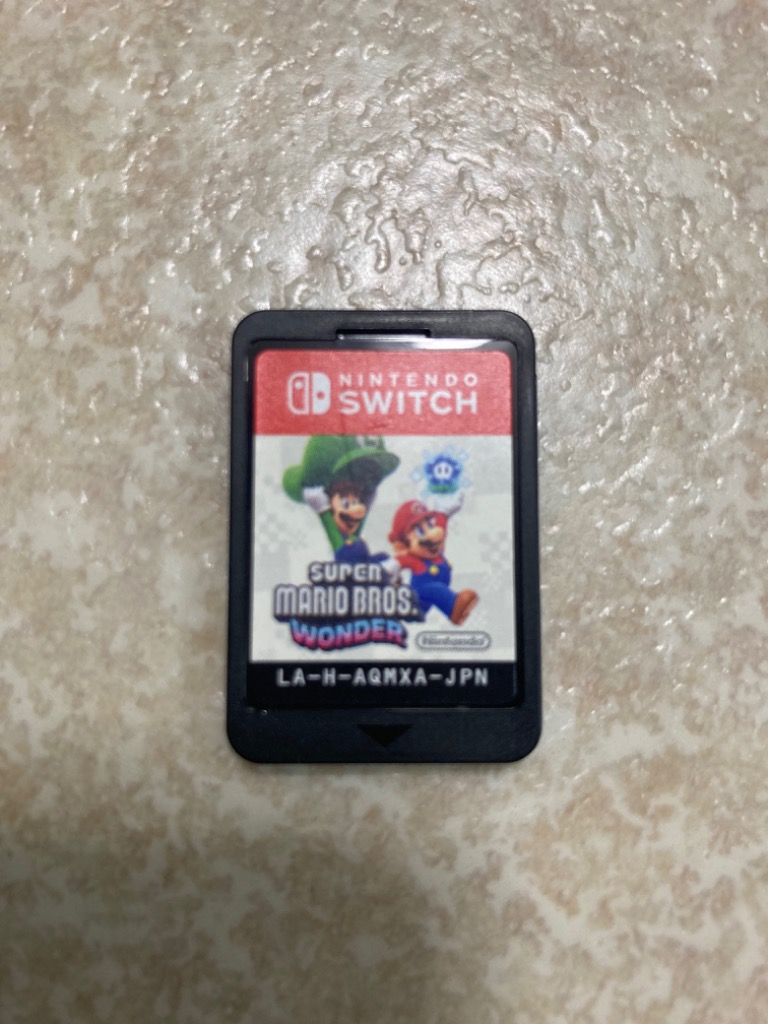 NINTENDO
SWITCH
SUPER
MARIO BROS.
WONDER
Nintendo
LA-H-AQMXA-JPN